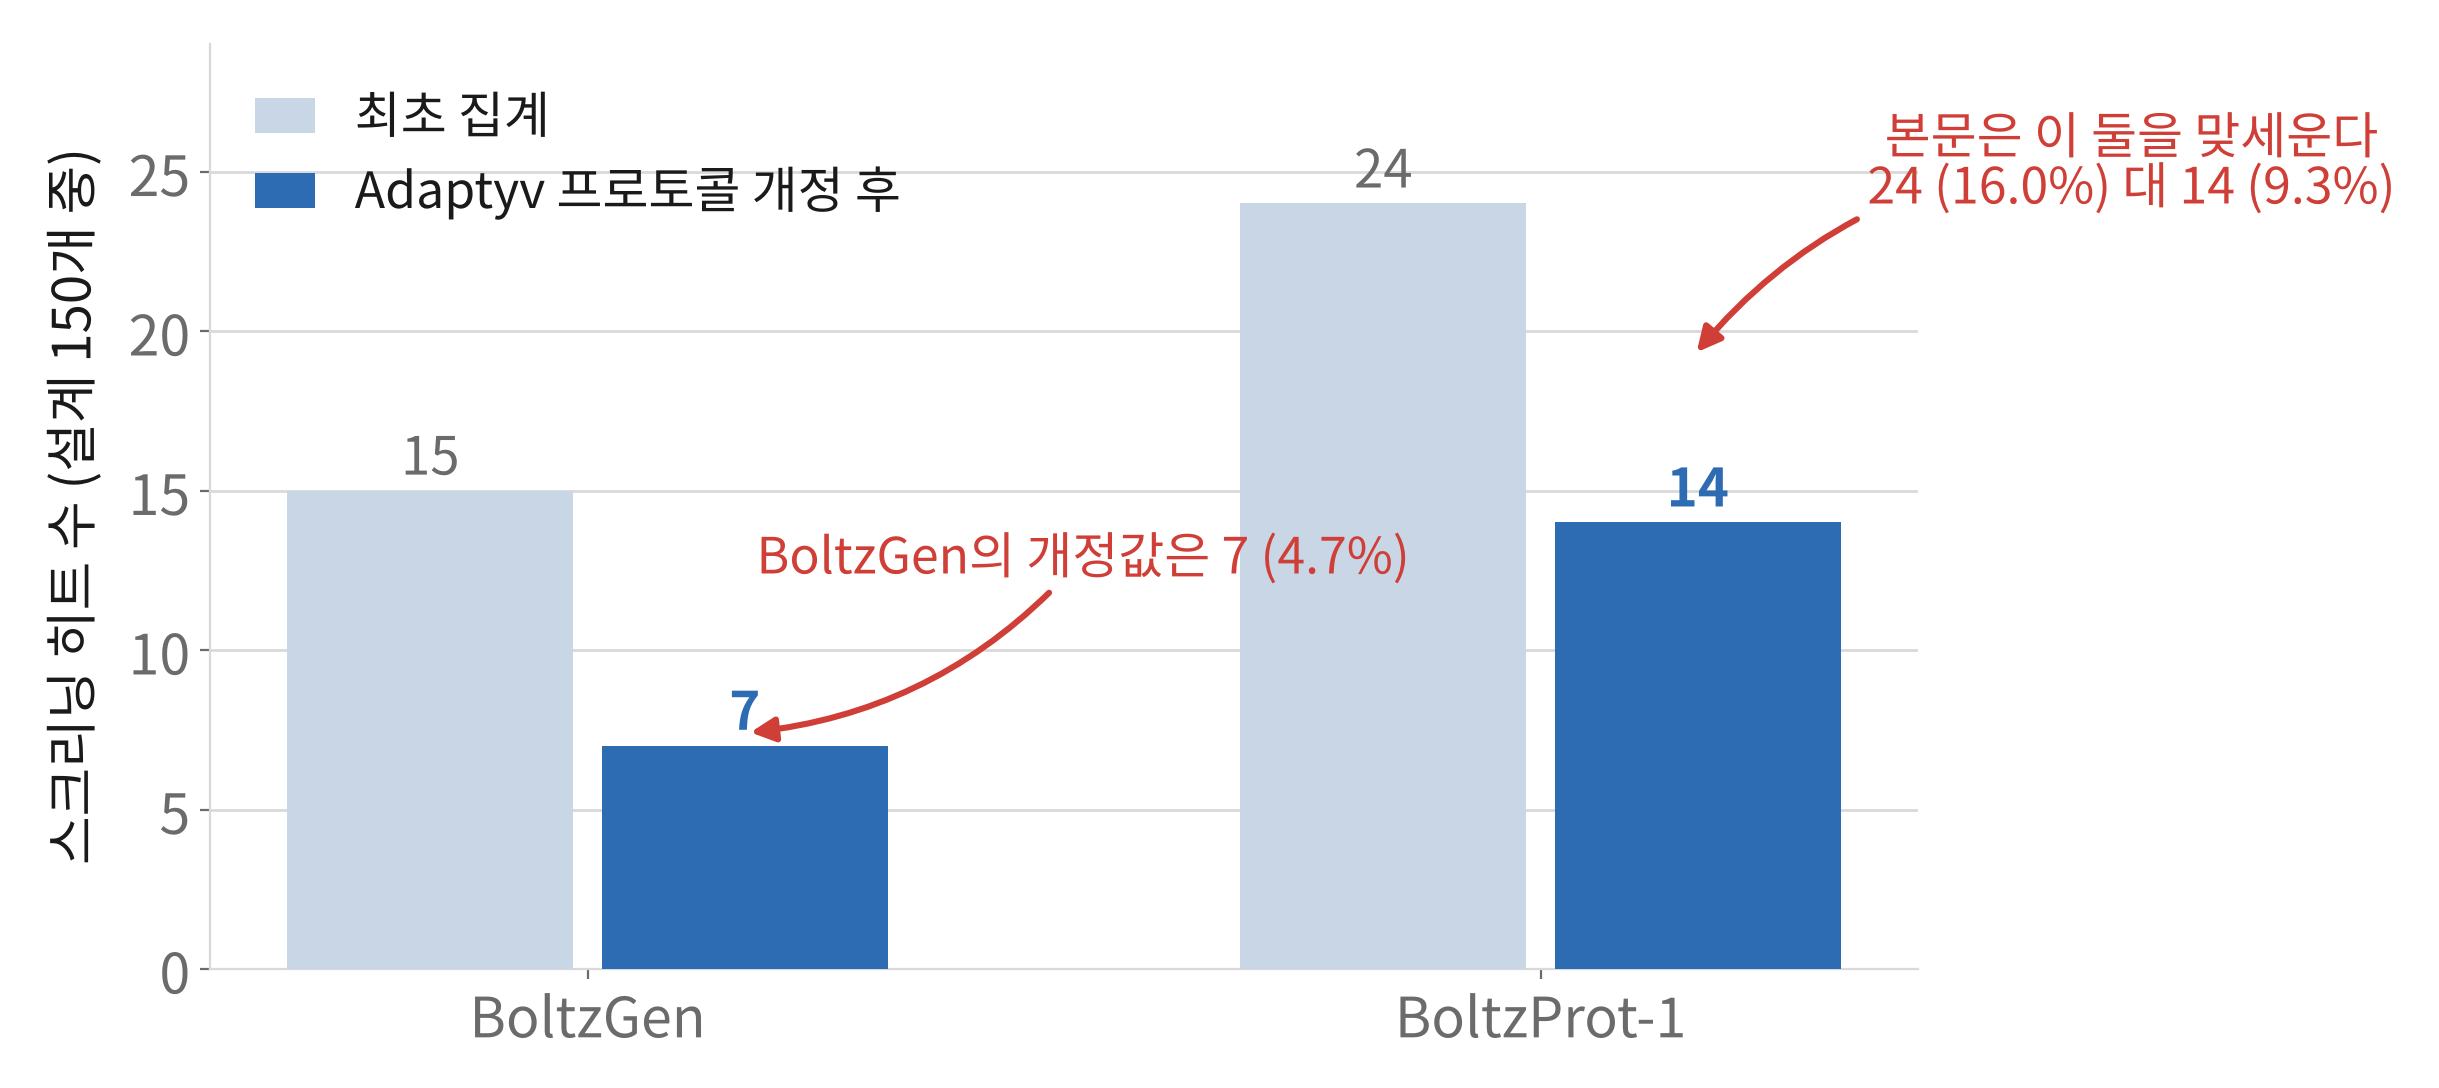 최초 집계
Adaptyv 프로토콜 개정 후
본문은 이 둘을 맞세운다
24 (16.0%) 대 14 (9.3%)
BoltzGen의 개정값은 7 (4.7%)
스크리닝 히트 수 (설계 150개 중)
25
20
15
10
5
0
15
7
24
14
BoltzGen
BoltzProt-1